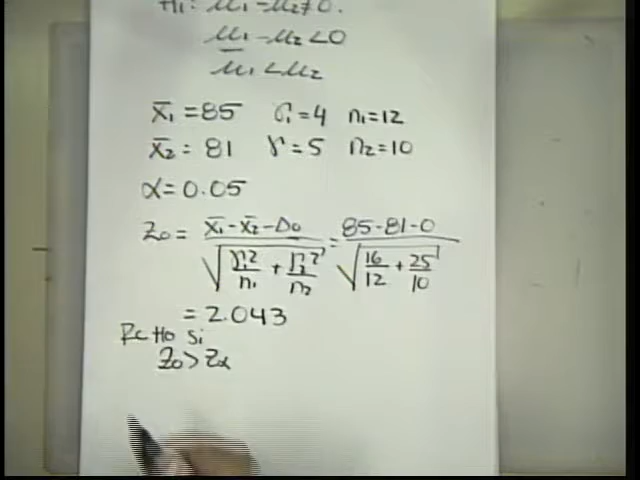 H1: μ1 - μ2 ≠ 0.
μ1 - μ2 < 0
μ1 < μ2
x̄1 = 85 σ1 = 4 n1 = 12
x̄2 = 81 σ = 5 n2 = 10
α = 0.05
Z0 = (x̄1 - x̄2 - Δ0) / √(σ1²/n1 + σ2²/n2) = (85 - 81 - 0) / √(16/12 + 25/10)
= 2.043
Rc Ho si
Z0 > Zα